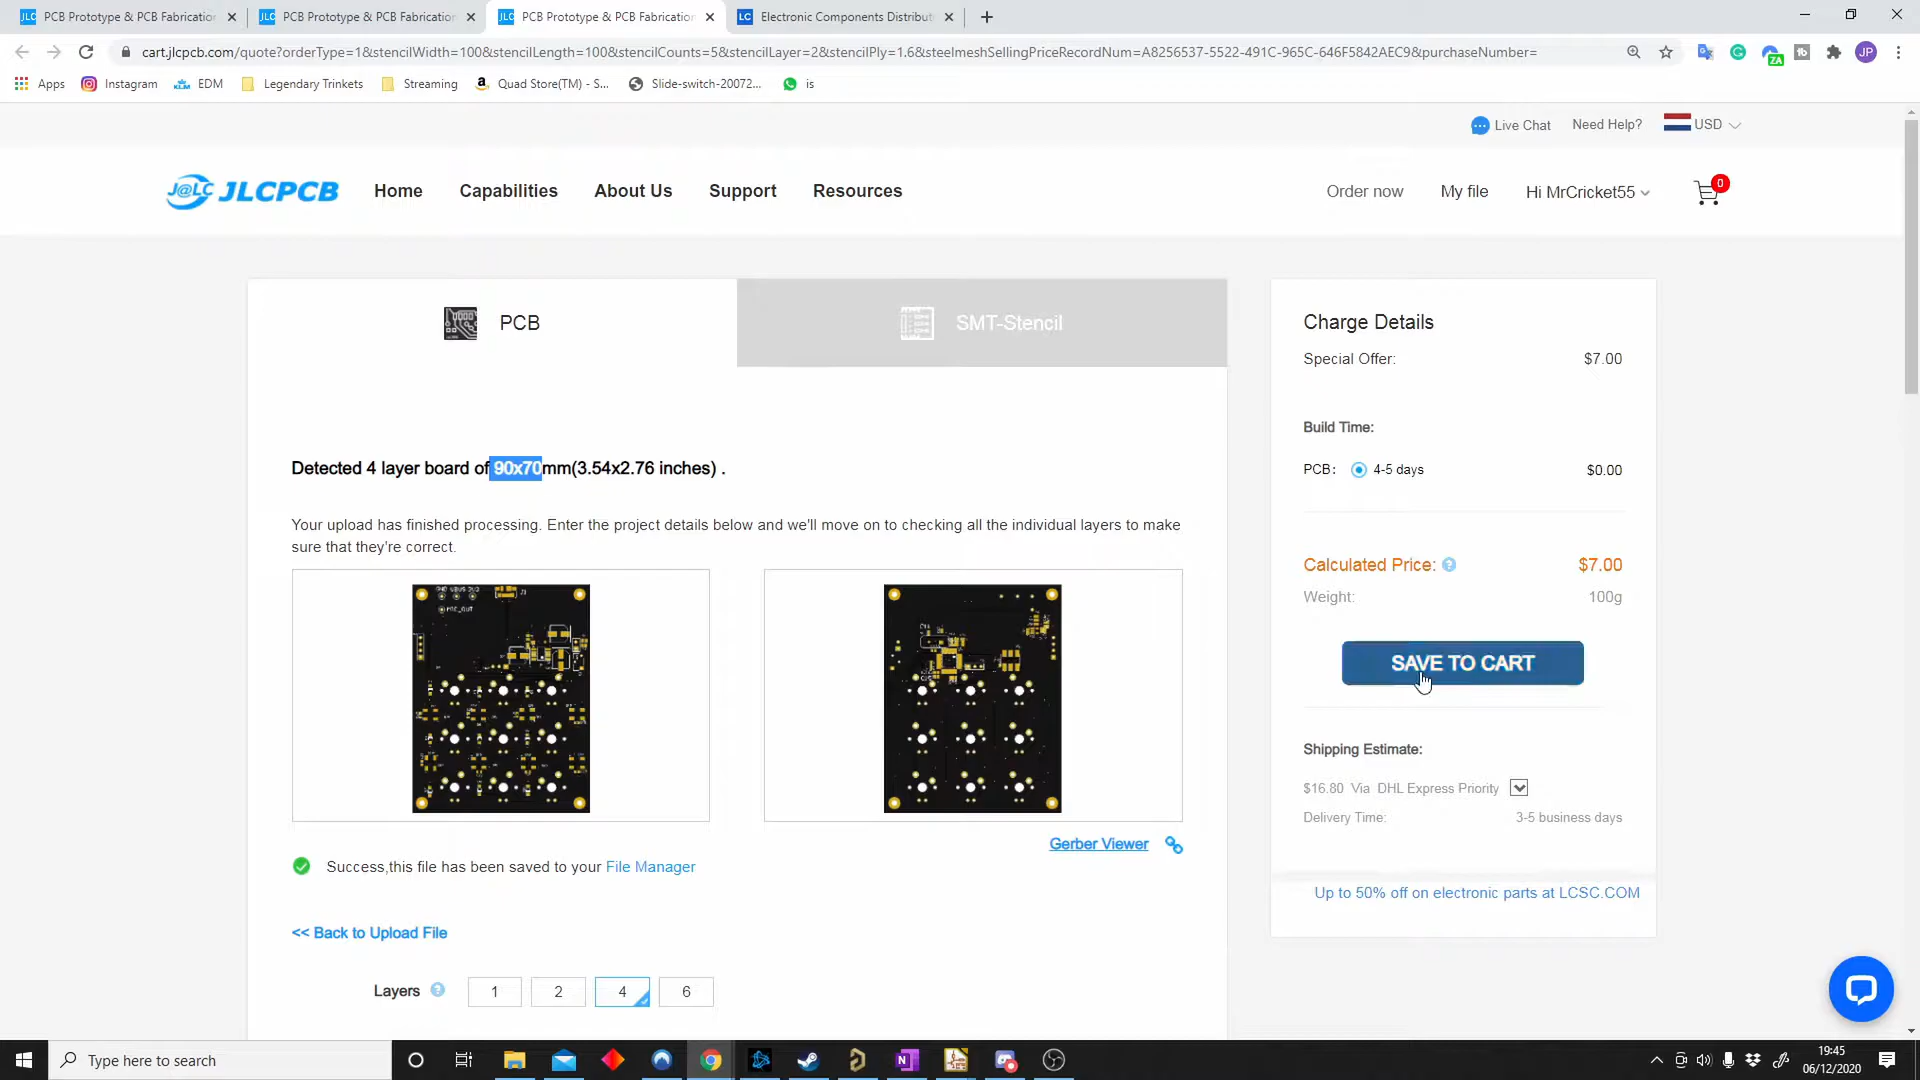 PCB Prototype & PCB Fabrication
PCB Prototype & PCB Fabrication
PCB Prototype & PCB Fabrication
LC Electronic Components Distribut
cart.jlcpcb.com/quote?orderType=1&stencilWidth=100&stencilLength=100&stencilCounts=5&stencilLayer=2&stencilPly=1.6&steelmeshSellingPriceRecordNum=A8256537-5522-491C-965C-646F5842AEC9&purchaseNumber=
ZA
JP
Apps
Instagram
KLM EDM
Legendary Trinkets
Streaming
Quad Store(TM) - S...
Slide-switch-20072...
is
Live Chat
Need Help?
USD
J@LC JLCPCB
Home
Capabilities
About Us
Support
Resources
Order now
My file
Hi MrCricket55
0
PCB
SMT-Stencil
Detected 4 layer board of 90x70mm(3.54x2.76 inches) .
Your upload has finished processing. Enter the project details below and we'll move on to checking all the individual layers to make
sure that they're correct.
Gerber Viewer
Success,this file has been saved to your File Manager
<< Back to Upload File
Layers ? 1 2 4 6
Charge Details
Special Offer: $7.00
Build Time:
PCB: 4-5 days $0.00
Calculated Price: ? $7.00
Weight: 100g
SAVE TO CART
Shipping Estimate:
$16.80 Via DHL Express Priority
Delivery Time: 3-5 business days
Up to 50% off on electronic parts at LCSC.COM
Type here to search
19:45
06/12/2020